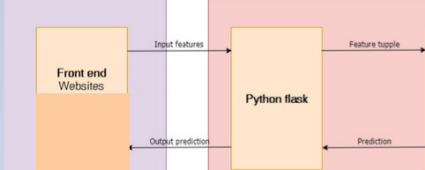 Input features
Feature tupple
Front end
Websites
Python flask
Output prediction
Prediction